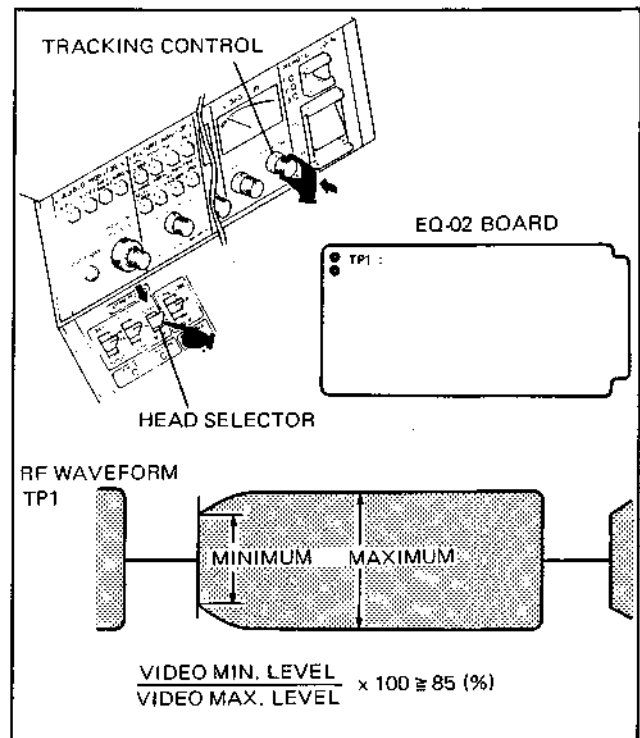 TRACKING CONTROL
EQ-02 BOARD
TP1 :
HEAD SELECTOR
RF WAVEFORM
TP1
MINIMUM MAXIMUM
VIDEO MIN. LEVEL
VIDEO MAX. LEVEL
x 100 ≧ 85 (%)